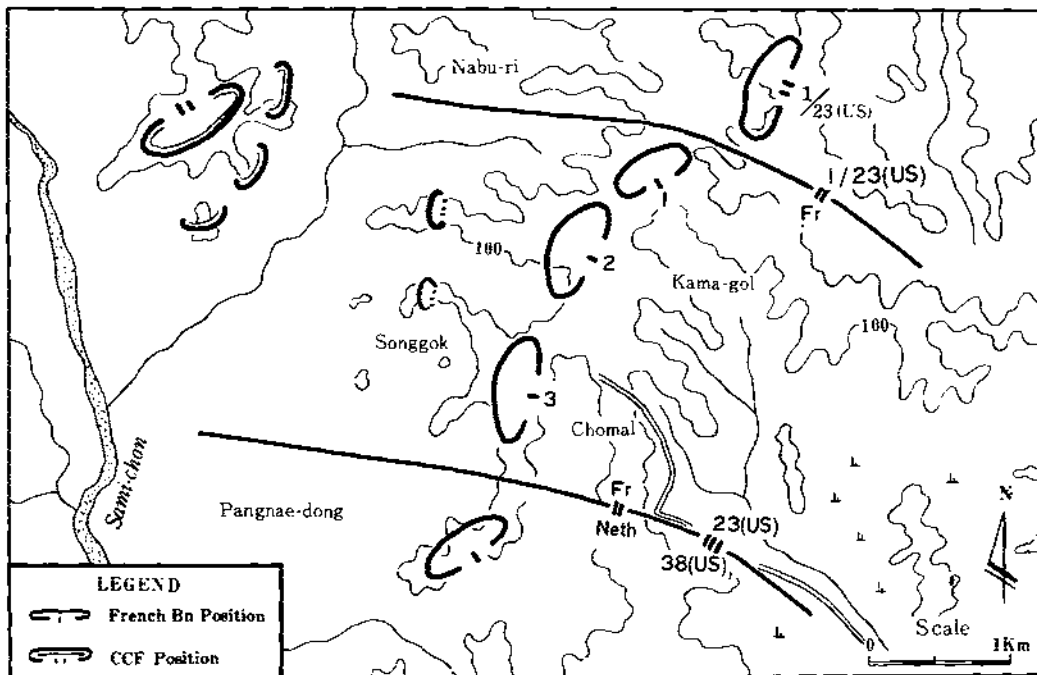 Nabu-ri
1/23(US)
1/23(US)
Fr
100
2
Kama-gol
100
Songgok
3
Chomal
Sami-chon
Pangnae-dong
Fr
Neth
23(US)
38(US)
N
LEGEND
French Bn Position
CCF Position
Scale
0 1Km